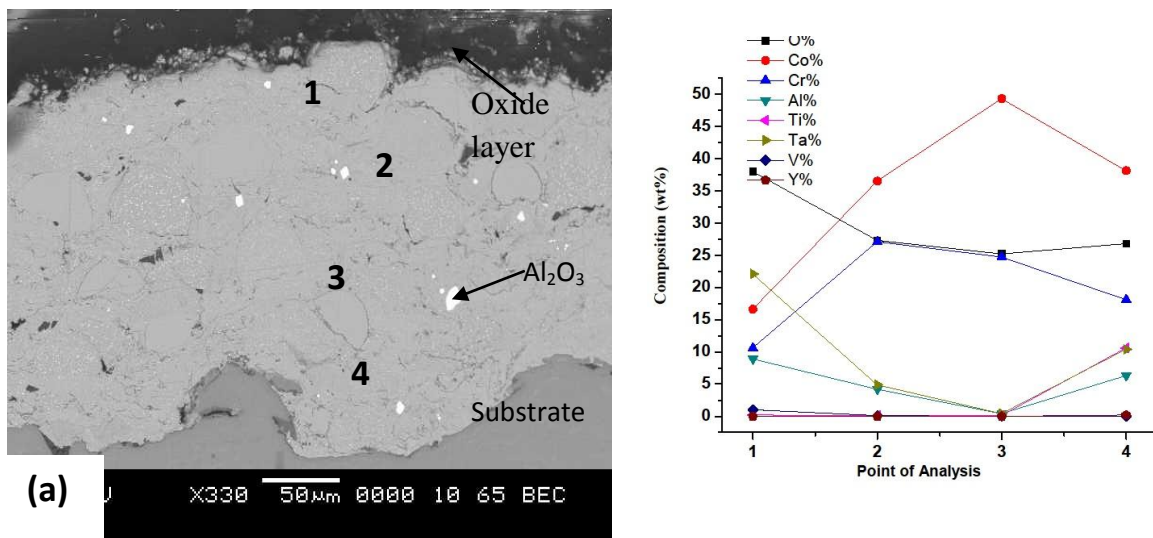 1
Oxide
layer
2
3
Al₂O₃
4
Substrate
(a)
X330 50μm 0000 10 65 BEC
O%
Co%
Cr%
Al%
Ti%
Ta%
V%
Y%
Composition (wt%)
50
45
40
35
30
25
20
15
10
5
0
1 2 3 4
Point of Analysis